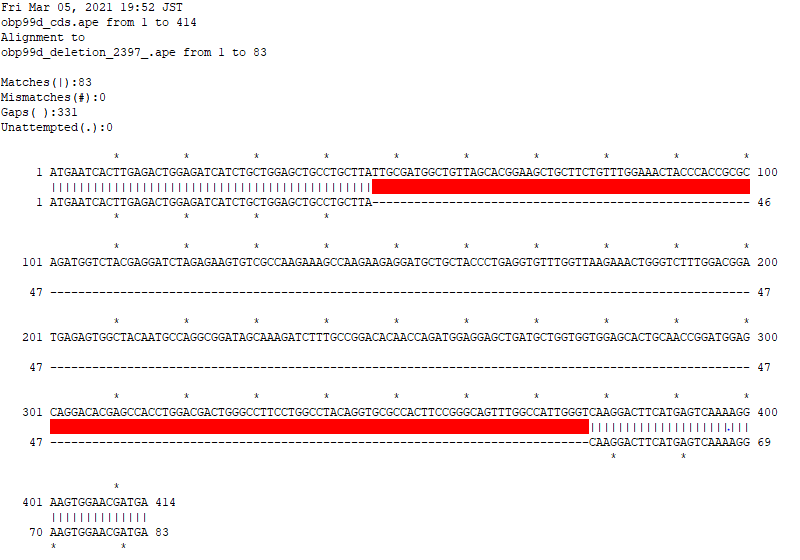 Fri Mar 05, 2021 19:52 JST
obp99d_cds.ape from 1 to 414
Alignment to
obp99d_deletion_2397_.ape from 1 to 83
Matches(|):83
Mismatches(#):0
Gaps( ):331
Unattempted(.):0
* * * * * * * * * *
1 ATGAATCACTTGAGACTGGAGATCATCTGCTGGAGCTGCCTGCTTATTGCGATGGCTGTTAGCACGGAAGCTGCTTCTGTTTGGAAACTACCCACCGCGC 100
||||||||||||||||||||||||||||||||||||||||||||||
1 ATGAATCACTTGAGACTGGAGATCATCTGCTGGAGCTGCCTGCTTA------------------------------------------------------ 46
* * * *
* * * * * * * * * *
101 AGATGGTCTACGAGGATCTAGAGAAGTGTCGCCAAGAAAGCCAAGAAGAGGATGCTGCTACCCTGAGGTGTTTGGTTAAGAAACTGGGTCTTTGGACGGA 200
47 ---------------------------------------------------------------------------------------------------- 47
* * * * * * * * * *
201 TGAGAGTGGCTACAATGCCAGGCGGATAGCAAAGATCTTTGCCGGACACAACCAGATGGAGGAGCTGATGCTGGTGGTGGAGCACTGCAACCGGATGGAG 300
47 ---------------------------------------------------------------------------------------------------- 47
* * * * * * * * * *
301 CAGGACACGAGCCACCTGGACGACTGGGCCTTCCTGGCCTACAGGTGCGCCACTTCCGGGCAGTTTGGCCATTGGGTCAAGGACTTCATGAGTCAAAAGG 400
|||||||||||||||||||||||
47 -----------------------------------------------------------------------------CAAGGACTTCATGAGTCAAAAGG 69
* *
*
401 AAGTGGAACGATGA 414
||||||||||||||
70 AAGTGGAACGATGA 83
* *